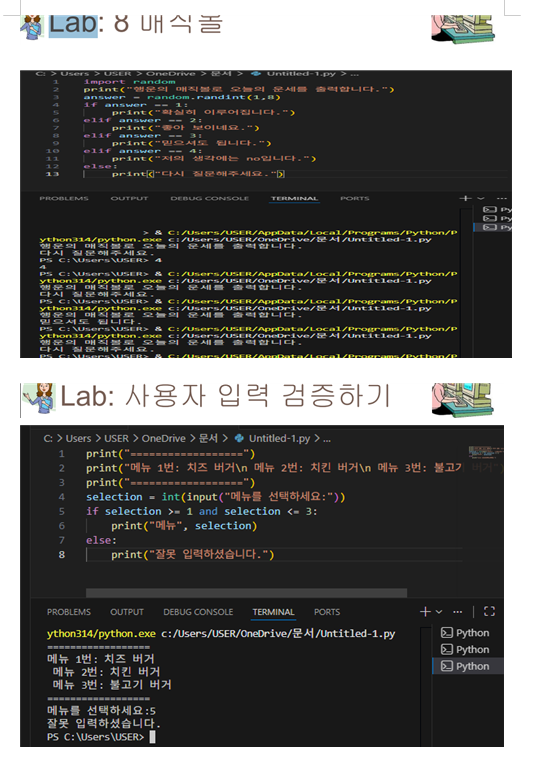 Lab: 8 매직볼
C: > Users > USER > OneDrive > 문서 > Untitled-1.py > ...
1 import random
2 print("행운의 매직볼로 오늘의 운세를 출력합니다.")
3 answer = random.randint(1,8)
4 if answer == 1:
5 print("확실히 이루어집니다.")
6 elif answer == 2:
7 print("좋아 보이네요.")
8 elif answer == 3:
9 print("믿으셔도 됩니다.")
10 elif answer == 4:
11 print("저의 생각에는 no입니다.")
12 else:
13 print("다시 질문해주세요.")
PROBLEMS OUTPUT DEBUG CONSOLE TERMINAL PORTS
> & C:/Users/USER/AppData/Local/Programs/Python/P
ython314/python.exe c:/Users/USER/OneDrive/문서/Untitled-1.py
행운의 매직볼로 오늘의 운세를 출력합니다.
다시 질문해주세요.
PS C:\Users\USER> 4
4
PS C:\Users\USER> & C:/Users/USER/AppData/Local/Programs/Python/P
ython314/python.exe c:/Users/USER/OneDrive/문서/Untitled-1.py
행운의 매직볼로 오늘의 운세를 출력합니다.
다시 질문해주세요.
PS C:\Users\USER> & C:/Users/USER/AppData/Local/Programs/Python/P
ython314/python.exe c:/Users/USER/OneDrive/문서/Untitled-1.py
행운의 매직볼로 오늘의 운세를 출력합니다.
믿으셔도 됩니다.
PS C:\Users\USER> & C:/Users/USER/AppData/Local/Programs/Python/P
ython314/python.exe c:/Users/USER/OneDrive/문서/Untitled-1.py
행운의 매직볼로 오늘의 운세를 출력합니다.
다시 질문해주세요.
PS C:\Users\USER> & C:/Users/USER/AppData/Local/Programs/Python/P
Py
Py
Py
Lab: 사용자 입력 검증하기
C: > Users > USER > OneDrive > 문서 > Untitled-1.py > ...
1 print("==================")
2 print("메뉴 1번: 치즈 버거\n 메뉴 2번: 치킨 버거\n 메뉴 3번: 불고기 버거")
3 print("==================")
4 selection = int(input("메뉴를 선택하세요:"))
5 if selection >= 1 and selection <= 3:
6 print("메뉴", selection)
7 else:
8 print("잘못 입력하셨습니다.")
PROBLEMS OUTPUT DEBUG CONSOLE TERMINAL PORTS
ython314/python.exe c:/Users/USER/OneDrive/문서/Untitled-1.py
==================
메뉴 1번: 치즈 버거
메뉴 2번: 치킨 버거
메뉴 3번: 불고기 버거
==================
메뉴를 선택하세요:5
잘못 입력하셨습니다.
PS C:\Users\USER>
Python
Python
Python